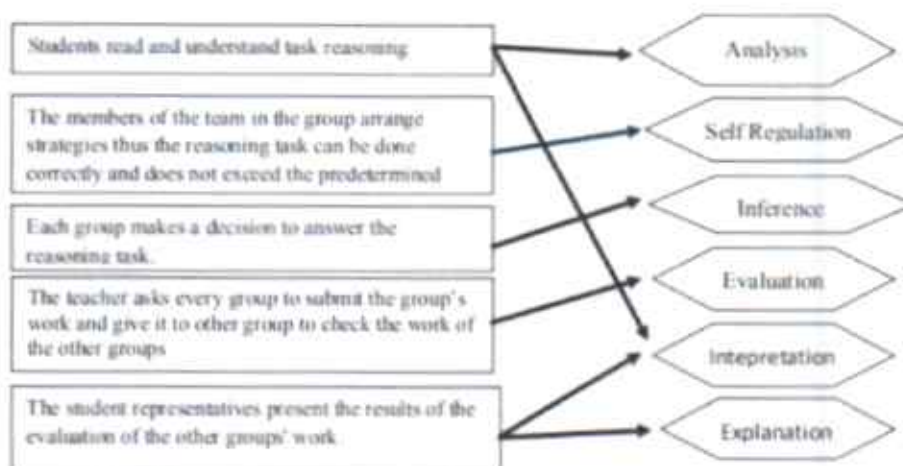 Students read and understand task reasoning
Analysis
The members of the team in the group arrange
strategies thus the reasoning task can be done
correctly and does not exceed the predetermined
Self Regulation
Each group makes a decision to answer the
reasoning task.
Inference
The teacher asks every group to submit the group's
work and give it to other group to check the work of
the other groups
Evaluation
Intepretation
The student representatives present the results of the
evaluation of the other groups' work
Explanation